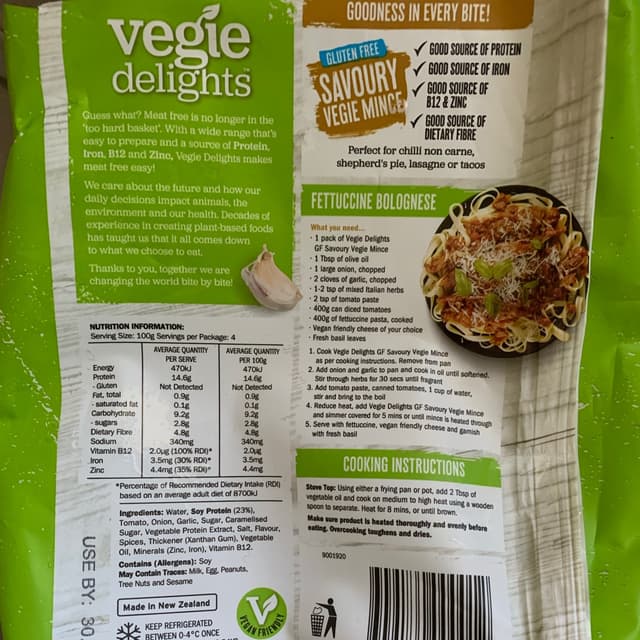 vegie
delights™
Guess what? Meat free is no longer in the
'too hard basket'. With a wide range that's
easy to prepare and a source of Protein,
Iron, B12 and Zinc, Vegie Delights makes
meat free easy!
We care about the future and how our
daily decisions impact animals, the
environment and our health. Decades of
experience in creating plant-based foods
has taught us that it all comes down
to what we choose to eat.
Thanks to you, together we are
changing the world bite by bite!
NUTRITION INFORMATION:
Serving Size: 100g Servings per Package: 4
AVERAGE QUANTITY PER SERVE AVERAGE QUANTITY PER 100g
Energy 470kJ 470kJ
Protein 14.6g 14.6g
- Gluten Not Detected Not Detected
Fat, total 0.9g 0.9g
- saturated fat 0.1g 0.1g
Carbohydrate 9.2g 9.2g
- sugars 2.8g 2.8g
Dietary Fibre 4.8g 4.8g
Sodium 340mg 340mg
Vitamin B12 2.0µg (100% RDI)* 2.0µg
Iron 3.5mg (30% RDI)* 3.5mg
Zinc 4.4mg (35% RDI)* 4.4mg
*Percentage of Recommended Dietary Intake (RDI)
based on an average adult diet of 8700kJ
Ingredients: Water, Soy Protein (23%),
Tomato, Onion, Garlic, Sugar, Caramelised
Sugar, Vegetable Protein Extract, Salt, Flavour,
Spices, Thickener (Xanthan Gum), Vegetable
Oil, Minerals (Zinc, Iron), Vitamin B12.
Contains (Allergens): Soy
May Contain Traces: Milk, Egg, Peanuts,
Tree Nuts and Sesame
Made in New Zealand
KEEP REFRIGERATED
BETWEEN 0-4°C ONCE
VEGAN FRIENDLY
USE BY: 30
GOODNESS IN EVERY BITE!
GLUTEN FREE
SAVOURY
VEGIE MINCE
GOOD SOURCE OF PROTEIN
GOOD SOURCE OF IRON
GOOD SOURCE OF
B12 & ZINC
GOOD SOURCE OF
DIETARY FIBRE
Perfect for chilli non carne,
shepherd's pie, lasagne or tacos
FETTUCCINE BOLOGNESE
What you need...
· 1 pack of Vegie Delights
GF Savoury Vegie Mince
· 1 Tbsp of olive oil
· 1 large onion, chopped
· 2 cloves of garlic, chopped
· 1-2 tsp of mixed Italian herbs
· 2 tsp of tomato paste
· 400g can diced tomatoes
· 400g of fettuccine pasta, cooked
· Vegan friendly cheese of your choice
· Fresh basil leaves
1. Cook Vegie Delights GF Savoury Vegie Mince
as per cooking instructions. Remove from pan
2. Add onion and garlic to pan and cook in oil until softened.
Stir through herbs for 30 secs until fragrant
3. Add tomato paste, canned tomatoes, 1 cup of water,
stir and bring to the boil
4. Reduce heat, add Vegie Delights GF Savoury Vegie Mince
and simmer covered for 5 mins or until mince is heated through
5. Serve with fettuccine, vegan friendly cheese and garnish
with fresh basil
COOKING INSTRUCTIONS
Stove Top: Using either a frying pan or pot, add 2 Tbsp of
vegetable oil and cook on medium to high heat using a wooden
spoon to separate. Heat for 8 mins, or until brown.
Make sure product is heated thoroughly and evenly before
eating. Overcooking toughens and dries.
9001920